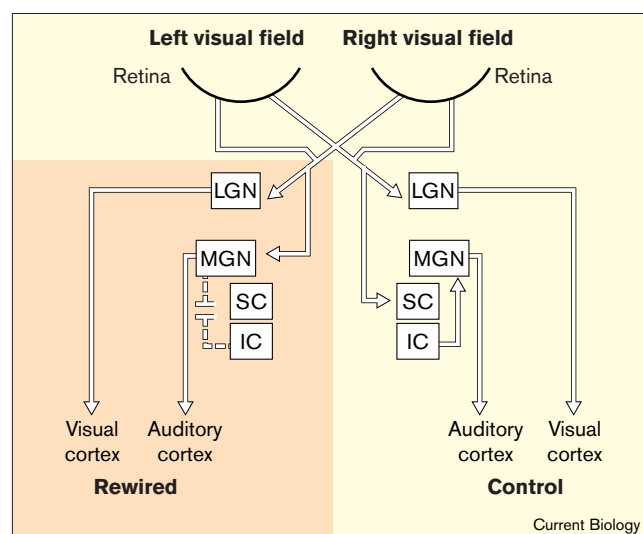 Left visual field Right visual field
Retina Retina
LGN LGN
MGN MGN
SC SC
IC IC
Visual cortex
Auditory cortex
Auditory cortex
Visual cortex
Rewired Control
Current Biology